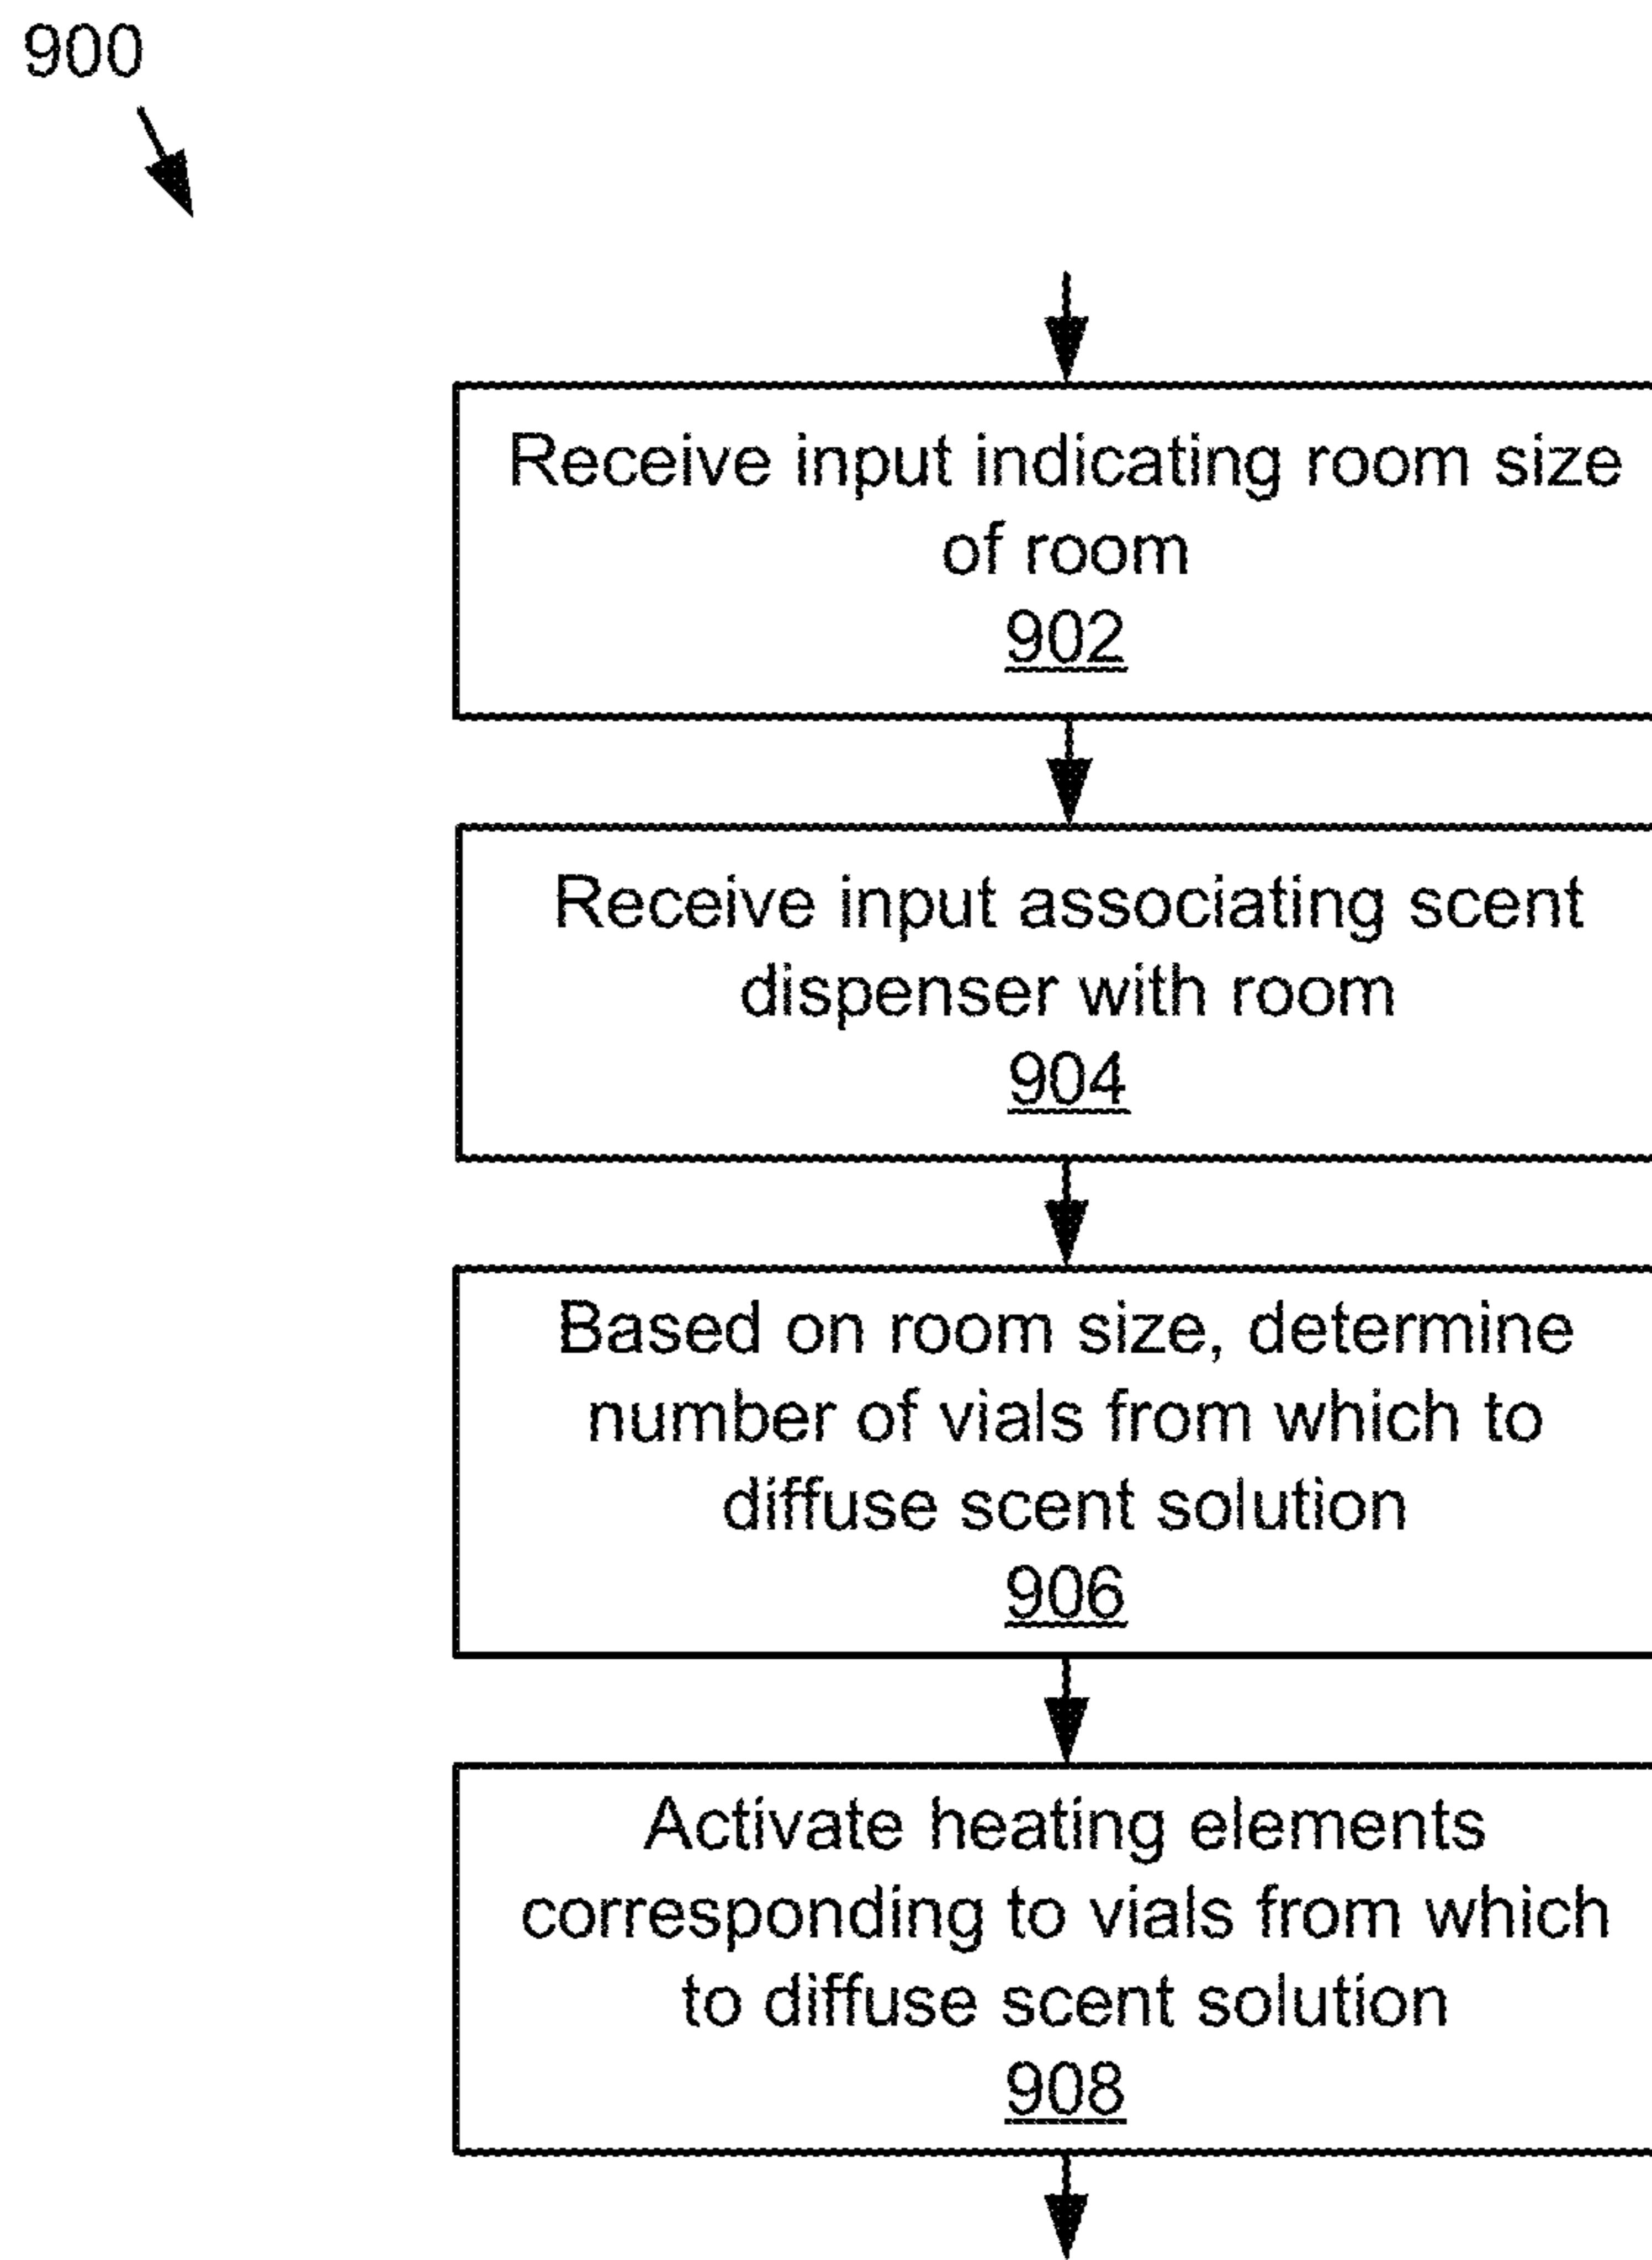 900
Receive input indicating room size
of room
902
Receive input associating scent
dispenser with room
904
Based on room size, determine
number of vials from which to
diffuse scent solution
906
Activate heating elements
corresponding to vials from which
to diffuse scent solution
908